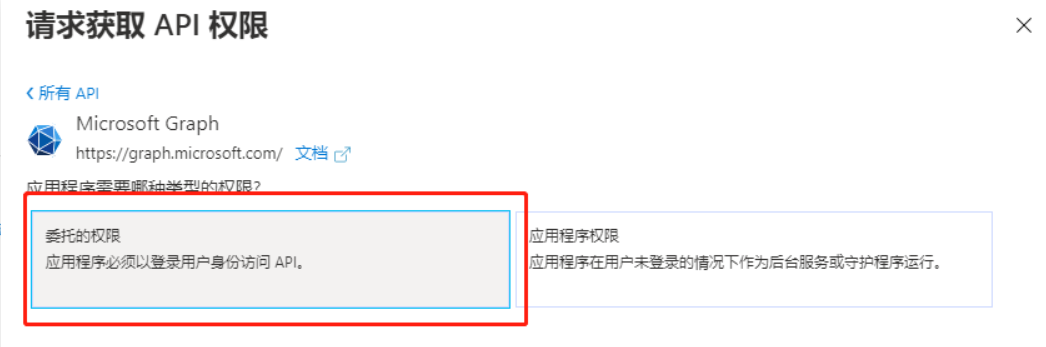 请求获取 API 权限
所有 API
Microsoft Graph
https://graph.microsoft.com/ 文档
应用程序需要哪种类型的权限?
委托的权限
应用程序必须以登录用户身份访问 API。
应用程序权限
应用程序在用户未登录的情况下作为后台服务或守护程序运行。